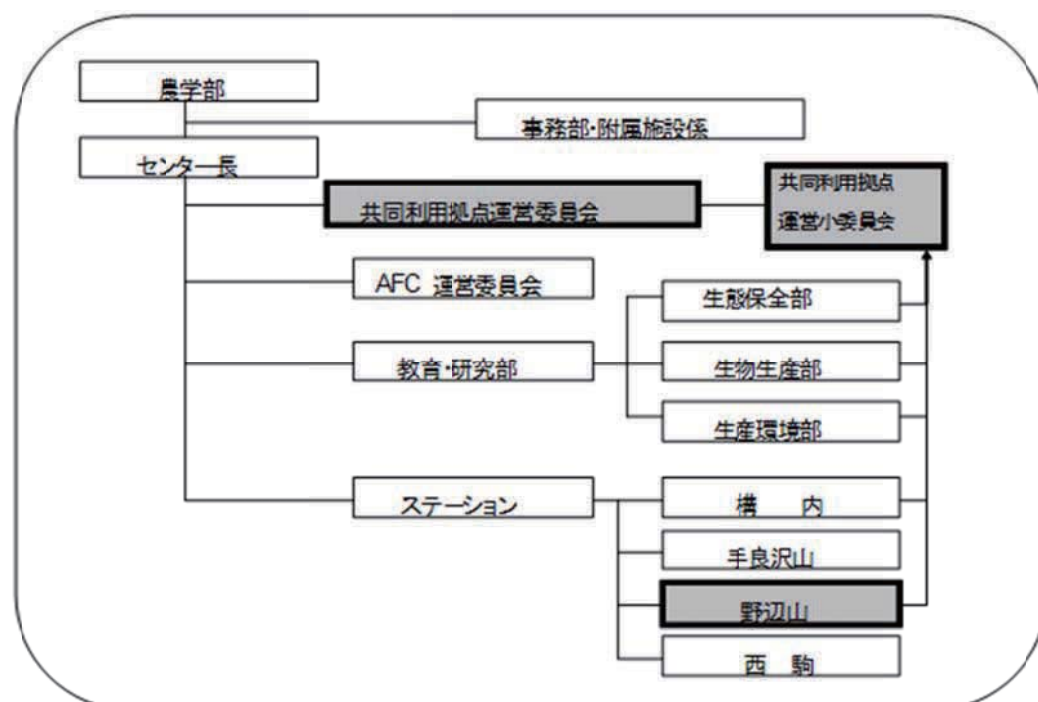 農学部
事務部・附属施設係
センター長
共同利用拠点運営委員会
共同利用拠点
運営小委員会
AFC 運営委員会
教育・研究部
生態保全部
生物生産部
生産環境部
ステーション
構 内
手良沢山
野辺山
西 駒